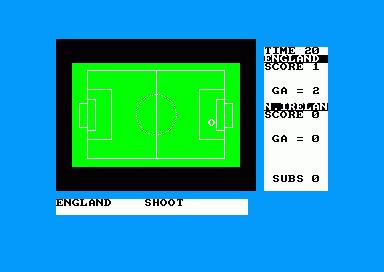 TIME 20
ENGLAND
SCORE 1
GA = 2
N.IRELAN
SCORE 0
GA = 0
SUBS 0
ENGLAND SHOOT